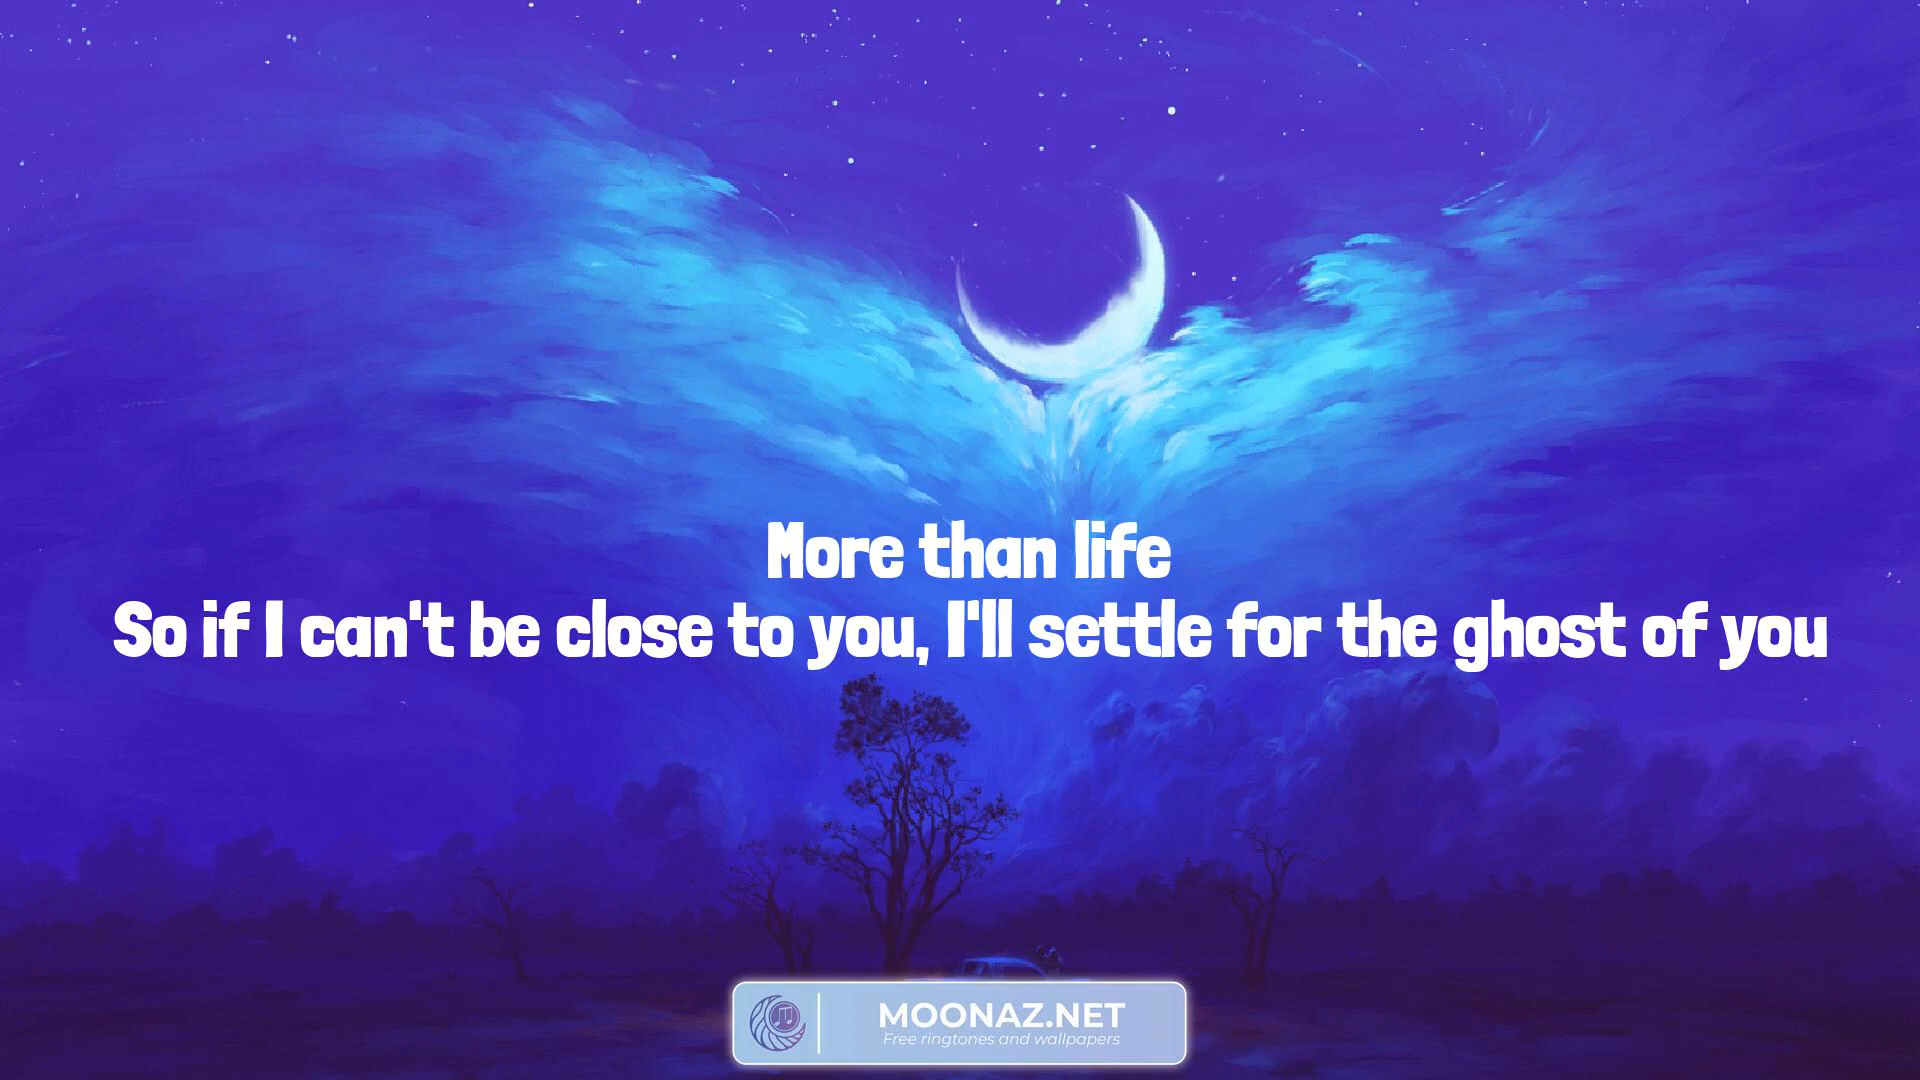 More than life
So if I can't be close to you, I'll settle for the ghost of you
MOONAZ.NET
Free ringtones and wallpapers